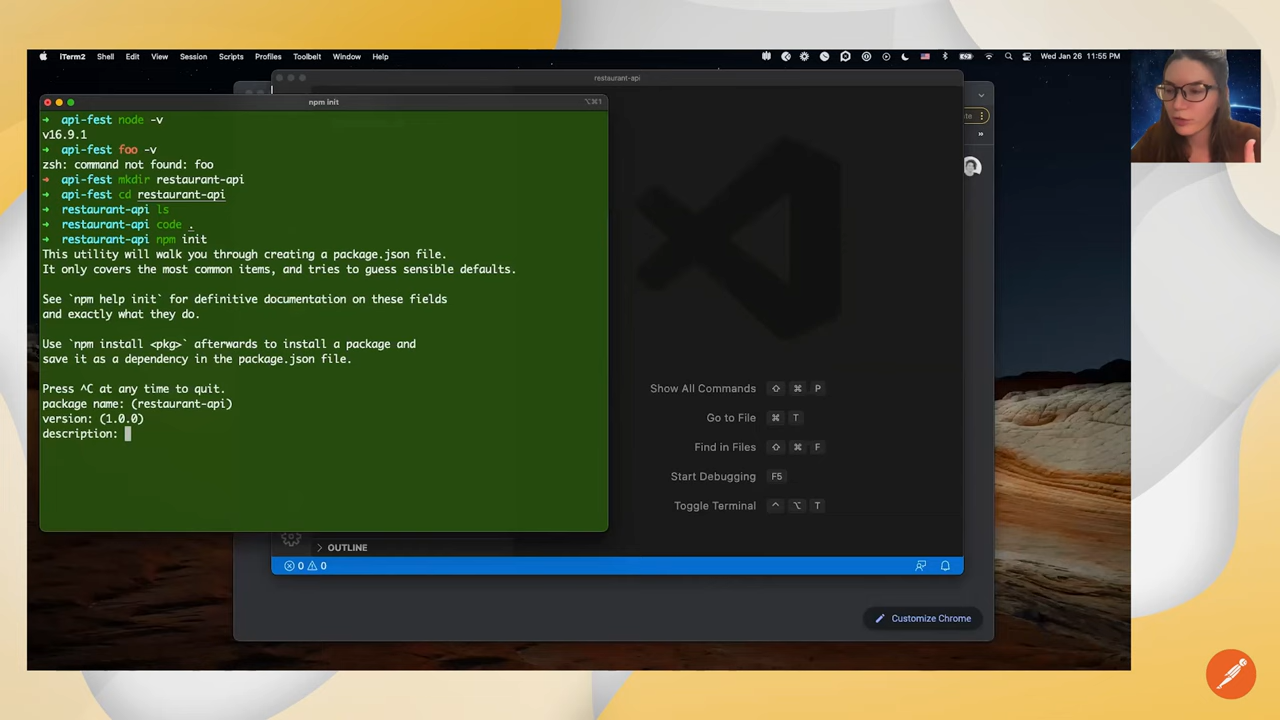 iTerm2 Shell Edit View Session Scripts Profiles Toolbelt Window Help
Wed Jan 26 11:55 PM
restaurant-api
npm init
⌥⌘1
➜ api-fest node -v
v16.9.1
➜ api-fest foo -v
zsh: command not found: foo
➜ api-fest mkdir restaurant-api
➜ api-fest cd restaurant-api
➜ restaurant-api ls
➜ restaurant-api code .
➜ restaurant-api npm init
This utility will walk you through creating a package.json file.
It only covers the most common items, and tries to guess sensible defaults.
See `npm help init` for definitive documentation on these fields
and exactly what they do.
Use `npm install <pkg>` afterwards to install a package and
save it as a dependency in the package.json file.
Press ^C at any time to quit.
package name: (restaurant-api)
version: (1.0.0)
description:
Show All Commands ⇧ ⌘ P
Go to File ⌘ T
Find in Files ⇧ ⌘ F
Start Debugging F5
Toggle Terminal ^ ⌥ T
OUTLINE
0 0
Customize Chrome